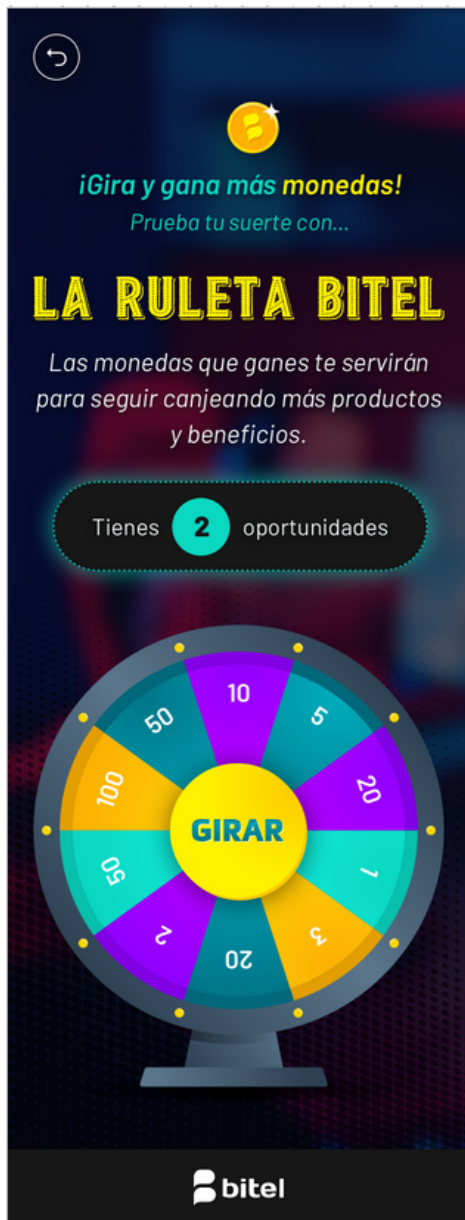 ¡Gira y gana más monedas!
Prueba tu suerte con...
LA RULETA BITEL
Las monedas que ganes te servirán
para seguir canjeando más productos
y beneficios.
Tienes 2 oportunidades
10
5
20
1
3
20
2
50
100
50
GIRAR
bitel